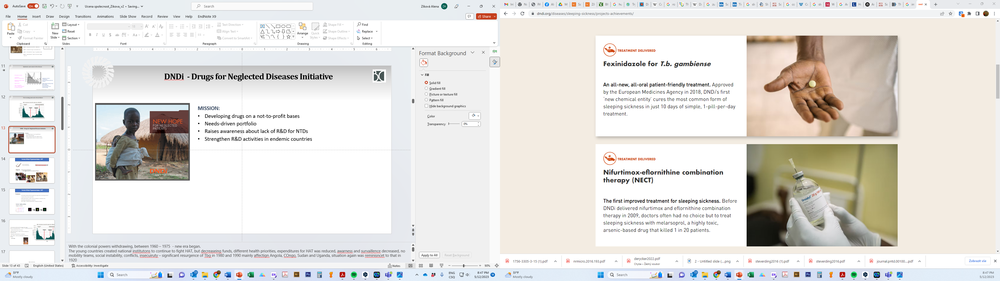 AutoSave On Ucena spolecnost_Zikova_v2 • Saving... Search Zíková Alena ZA
File Home Insert Draw Design Transitions Animations Slide Show Record Review View Help EndNote X9 Share
Paste Cut Copy Format Painter Clipboard
New Slide Layout Reset Section Slides
18 Font
Text Direction Align Text Convert to SmartArt Paragraph
Arrange Quick Styles Shape Fill Shape Outline Shape Effects Drawing
Find Replace Select Editing
11
12
13
14
15
16
17
DNDi - Drugs for Neglected Diseases Initiative
NEW HOPE
FOR NEGLECTED
PATIENTS
DNDi
MISSION:
• Developing drugs on a not-to-profit bases
• Needs-driven portfolio
• Raises awareness about lack of R&D for NTDs
• Strengthen R&D activities in endemic countries
With the colonial powers withdrawing, between 1960 – 1975 - new era began.
The young countries created national institutons to continue to fight HAT, but decreaseing funds, different health priorities, expenditures for HAT was reduced, awarness and survaillence decreased, no
mobility teams, social instability, conflicts, insecuiruty – significant resurgence of Tbg in 1980 and 1990 mainly affectign Angola, COngo, Sudan and Uganda, situation again was reminisncet to that in
1920
Format Background
Fill
Solid fill
Gradient fill
Picture or texture fill
Pattern fill
Hide background graphics
Color
Transparency 0%
Apply to All Reset Background
Slide 13 of 43 English (United States) Accessibility: Investigate Notes 90%
51°F
Mostly cloudy
Search
ENG
CSQ
8:47 PM
5/12/2023
dndi.org/diseases/sleeping-sickness/projects-achievements/
TREATMENT DELIVERED
Fexinidazole for T.b. gambiense
An all-new, all-oral patient-friendly treatment. Approved
by the European Medicines Agency in 2018, DNDi's first
'new chemical entity' cures the most common form of
sleeping sickness in just 10 days of simple, 1-pill-per-day
treatment.
TREATMENT DELIVERED
Nifurtimox-eflornithine combination
therapy (NECT)
The first improved treatment for sleeping sickness. Before
DNDi delivered nifurtimox and eflornithine combination
therapy in 2009, doctors often had no choice but to treat
sleeping sickness with melarsoprol, a highly toxic,
arsenic-based drug that killed 1 in 20 patients.
Ornidyl 20 g/100
1756-3305-3-15 (1).pdf
nrmicro.2016.193.pdf
derycker2022.pdf
Chyba – Žádný soubor
2 - Untitled slide (....png
steverding2016 (1).pdf
steverding2016.pdf
journal.pntd.00100....pdf
Zobrazit vše
51°F
Mostly cloudy
Search
8:47 PM
5/12/2023